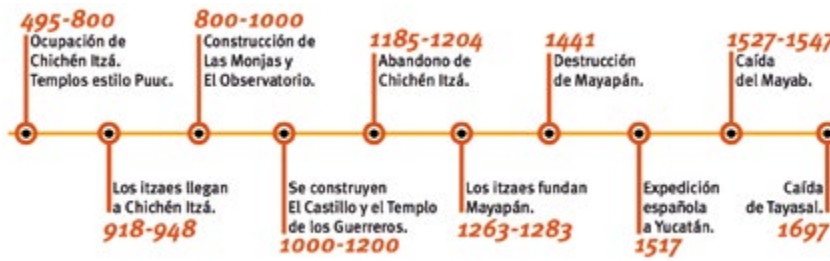 495-800
Ocupación de
Chichén Itzá.
Templos estilo Puuc.
Los itzaes llegan
a Chichén Itzá.
918-948
800-1000
Construcción de
Las Monjas y
El Observatorio.
Se construyen
El Castillo y el Templo
de los Guerreros.
1000-1200
1185-1204
Abandono de
Chichén Itzá.
Los itzaes fundan
Mayapán.
1263-1283
1441
Destrucción
de Mayapán.
Expedición
española
a Yucatán.
1517
1527-1547
Caída
del Mayab.
Caída
de Tayasal.
1697